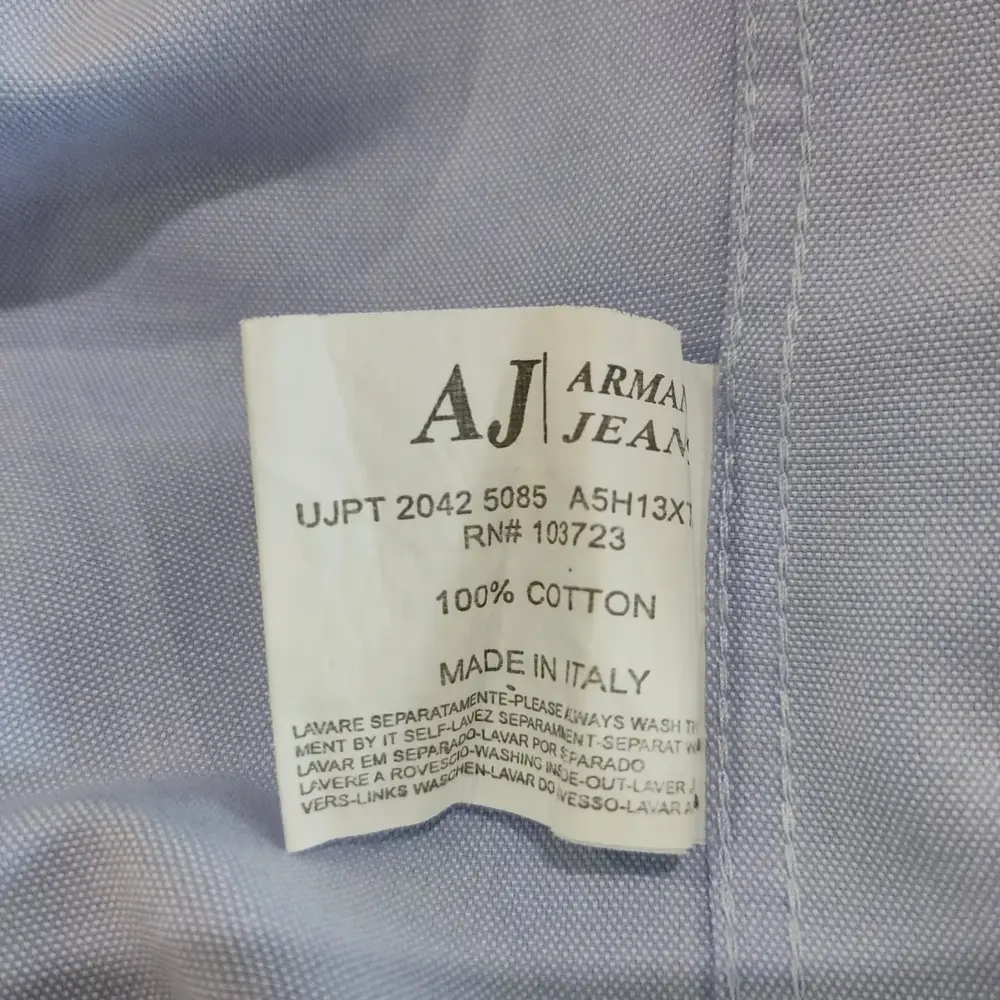 AJ ARMA
JEAN
UJPT 2042 5085 A5H13X
RN# 103723
100% COTTON
MADE IN ITALY
LAVARE SEPARATAMENTE-PLEASE ALWAYS WASH TH
MENT BY IT SELF-LAVEZ SEPARAMENT-SEPARAT W
LAVAR EM SEPARADO-LAVAR POR SEPARADO
LAVERE A ROVESCIO-WASHING INSIDE-OUT-LAVER
VERS-LINKS WASCHEN-LAVAR DO AVESSO-LAVAR A